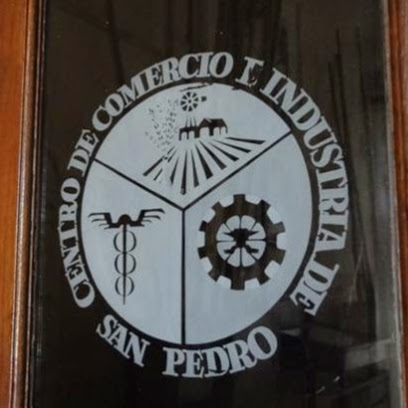 CENTRO DE COMERCIO E INDUSTRIA DE
SAN PEDRO